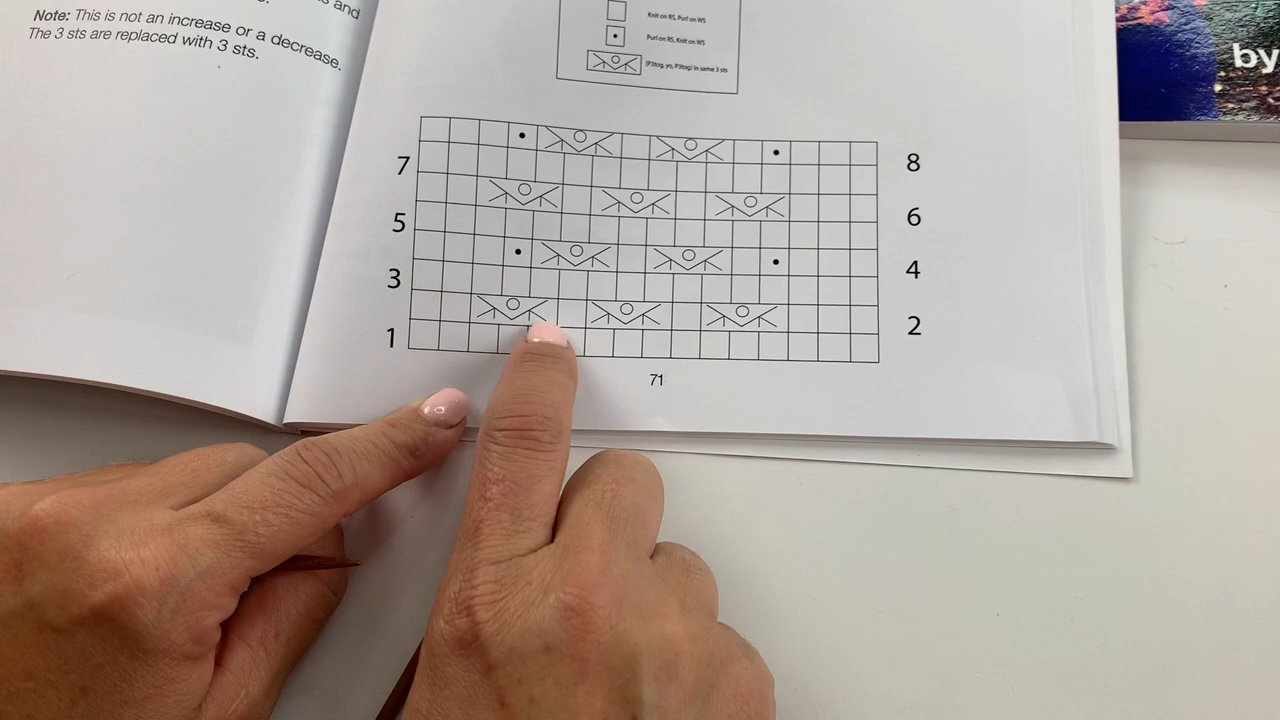 and
Note: This is not an increase or a decrease.
The 3 sts are replaced with 3 sts.
Knit on RS, Purl on WS
Purl on RS, Knit on WS
(P3tog, yo, P3tog) in same 3 sts
by
7
8
5
6
3
4
1
2
71